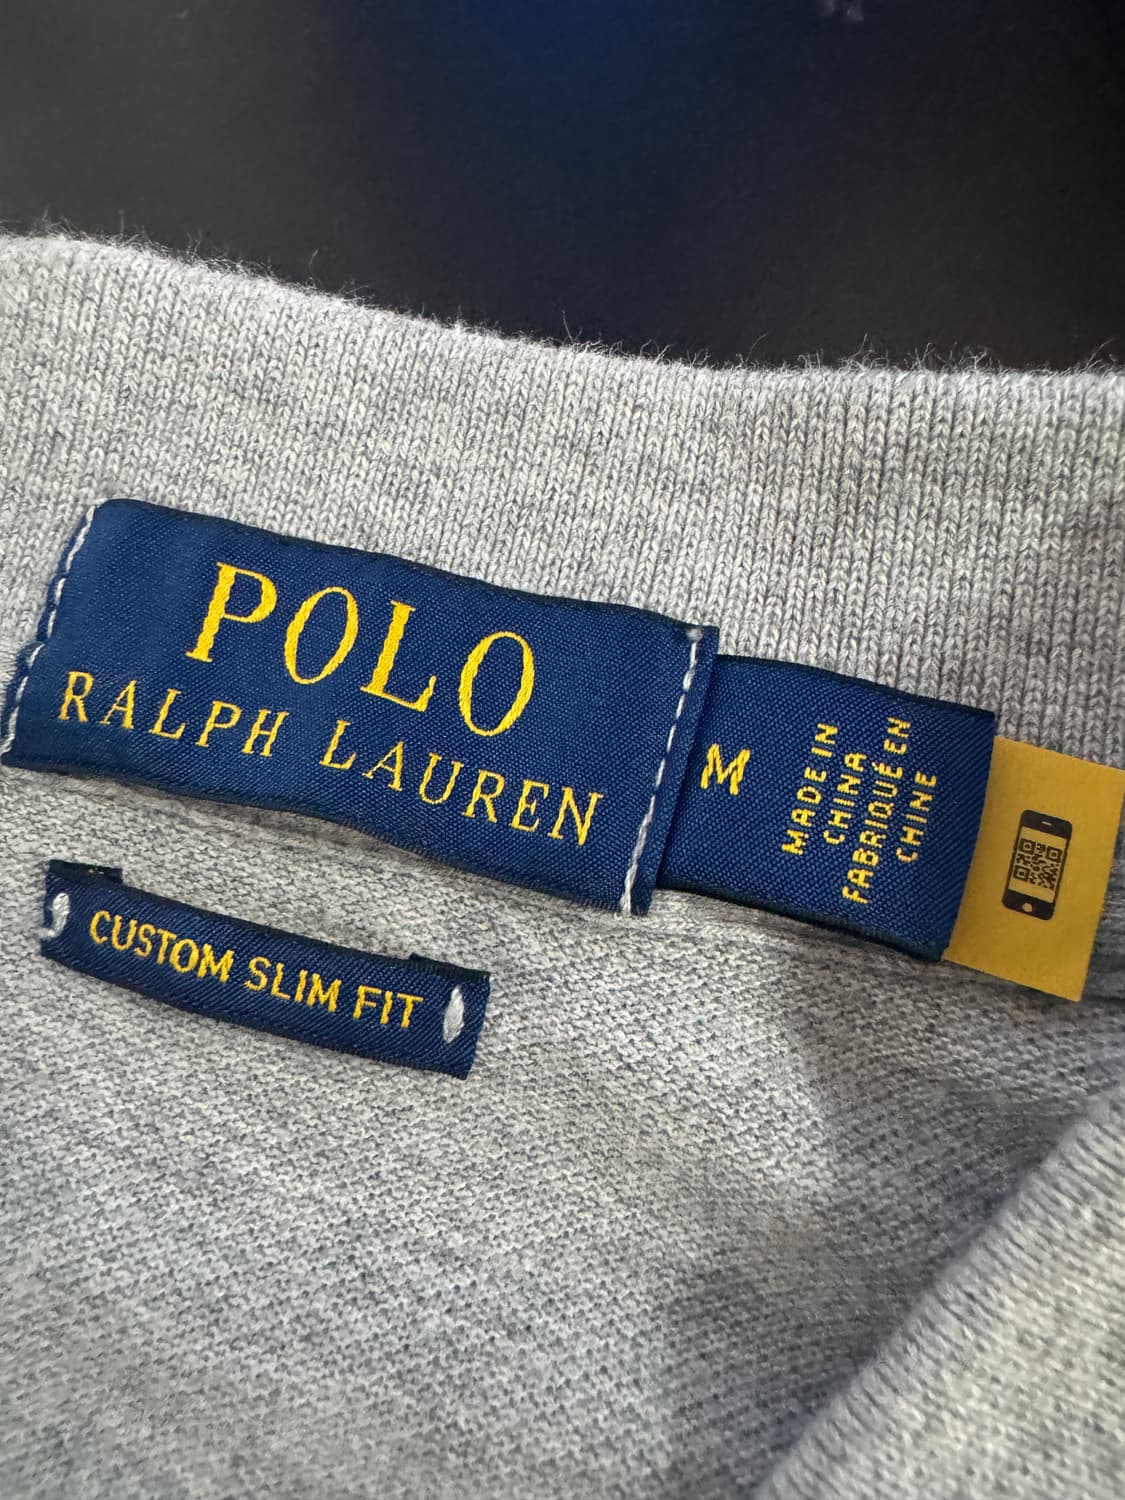 POLO
RALPH LAUREN
M
MADE IN
CHINA
FABRIQUÉ EN
CHINE
CUSTOM SLIM FIT